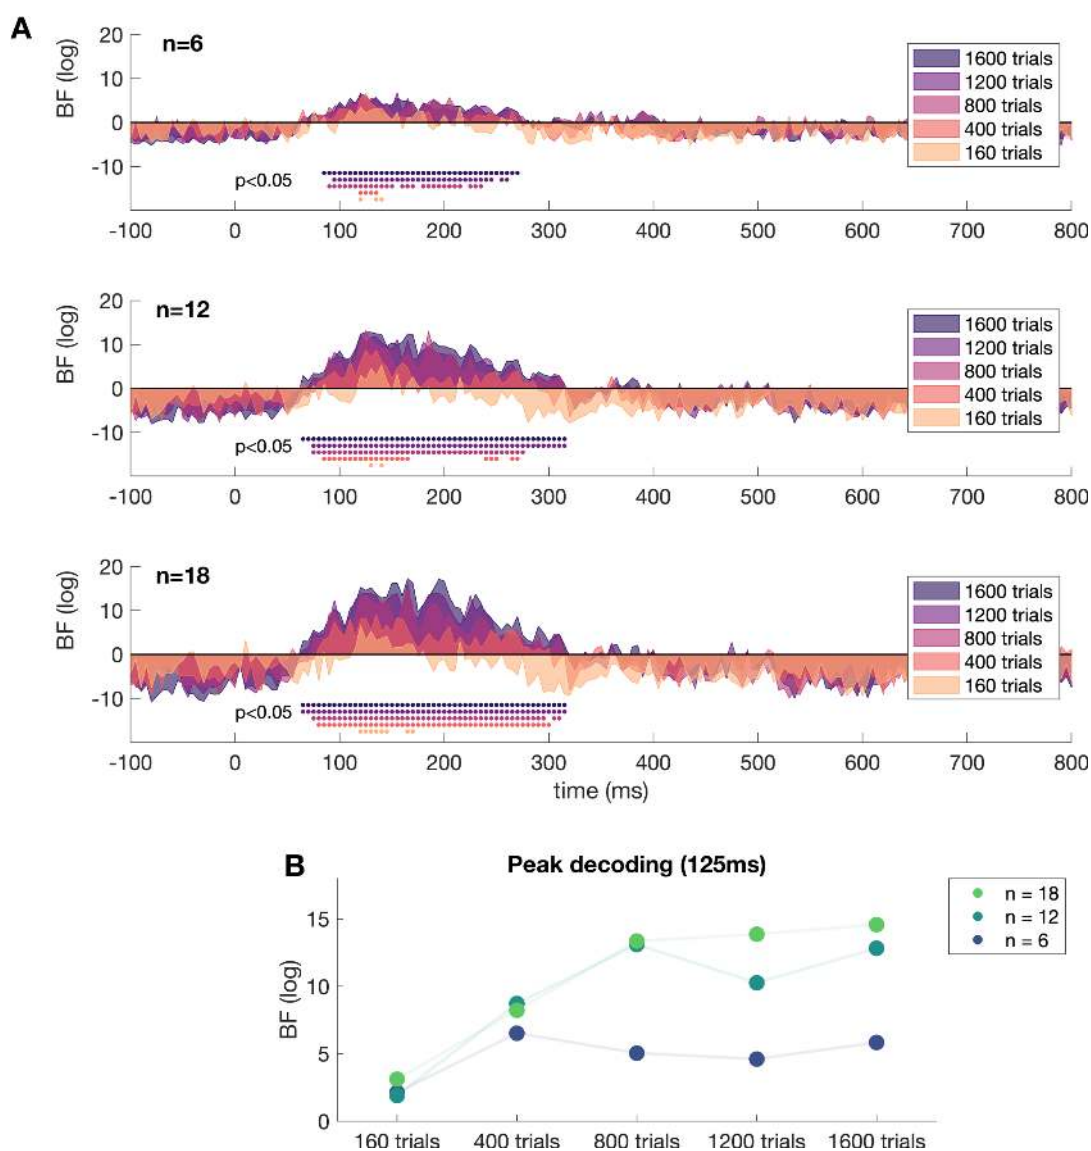 A
n=6
BF (log)
20
10
0
-10
p<0.05
1600 trials
1200 trials
800 trials
400 trials
160 trials
-100 0 100 200 300 400 500 600 700 800
n=12
BF (log)
20
10
0
-10
p<0.05
1600 trials
1200 trials
800 trials
400 trials
160 trials
-100 0 100 200 300 400 500 600 700 800
n=18
BF (log)
20
10
0
-10
p<0.05
1600 trials
1200 trials
800 trials
400 trials
160 trials
-100 0 100 200 300 400 500 600 700 800
time (ms)
B
Peak decoding (125ms)
BF (log)
15
10
5
0
160 trials 400 trials 800 trials 1200 trials 1600 trials
n = 18
n = 12
n = 6